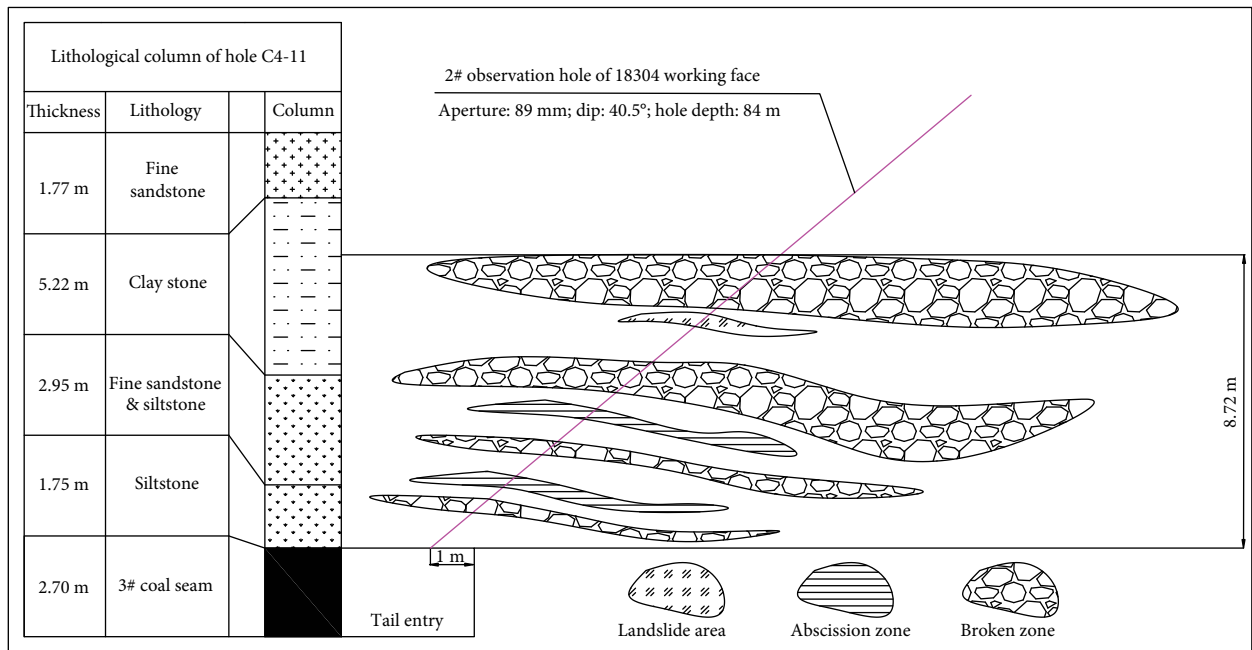 Lithological column of hole C4-11
Thickness Lithology Column
1.77 m Fine
sandstone
5.22 m Clay stone
2.95 m Fine sandstone
& siltstone
1.75 m Siltstone
2.70 m 3# coal seam
2# observation hole of 18304 working face
Aperture: 89 mm; dip: 40.5°; hole depth: 84 m
8.72 m
1 m
Tail entry
Landslide area Abscission zone Broken zone